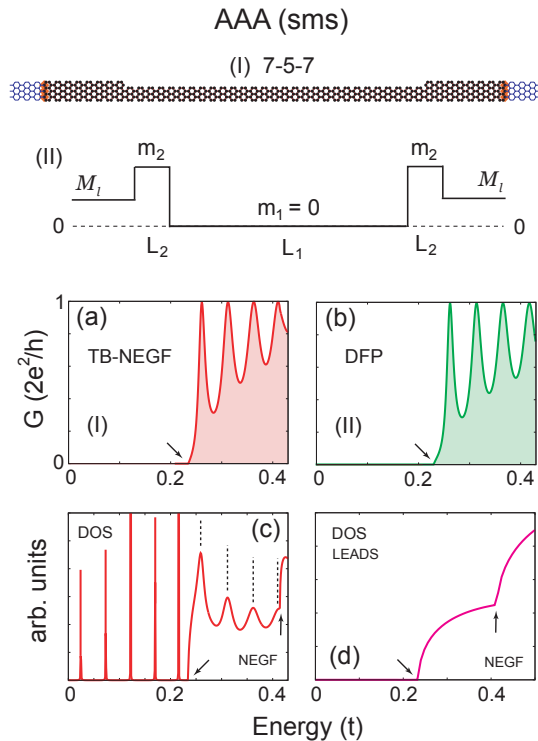 AAA (sms)
(I) 7-5-7
(II)
m₂ m₂
Mₗ Mₗ
m₁ = 0
0 0
L₂ L₁ L₂
(a) (b)
TB-NEGF DFP
(I) (II)
G (2e²/h)
1
0
0 0.2 0.4 0 0.2 0.4
DOS (c) DOS
LEADS
arb. units
NEGF (d) NEGF
0 0.2 0.4 0 0.2 0.4
Energy (t)